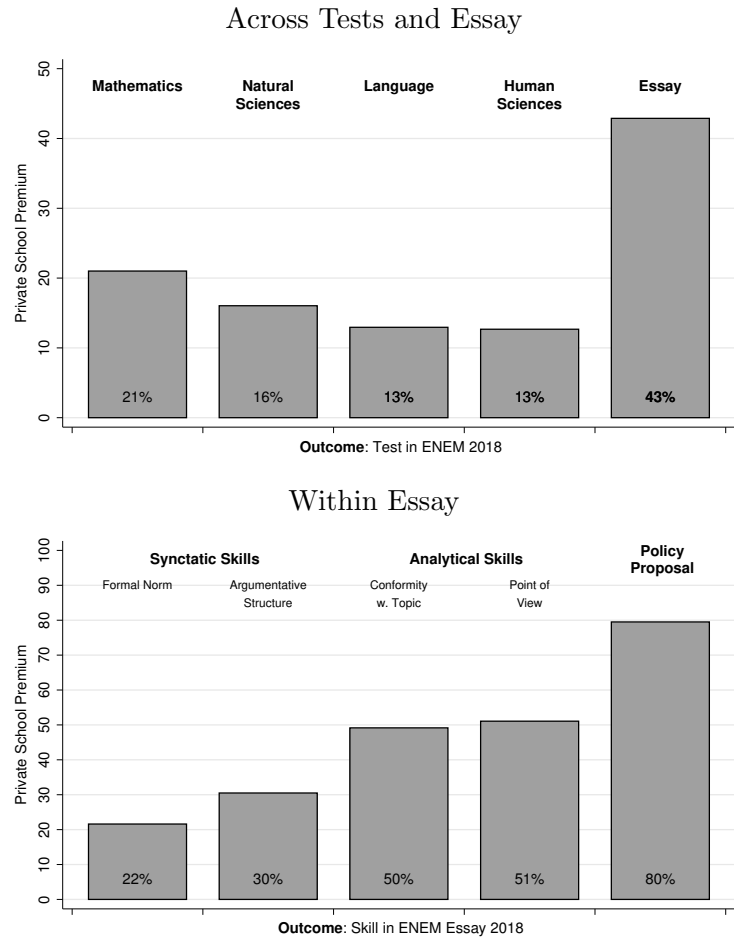 Across Tests and Essay
Private School Premium
50
40
30
20
10
0
Mathematics
Natural
Sciences
Language
Human
Sciences
Essay
21%
16%
13%
13%
43%
Outcome: Test in ENEM 2018
Within Essay
Private School Premium
100
90
80
70
60
50
40
30
20
10
0
Synctatic Skills
Analytical Skills
Policy
Proposal
Formal Norm
Argumentative
Structure
Conformity
w. Topic
Point of
View
22%
30%
50%
51%
80%
Outcome: Skill in ENEM Essay 2018